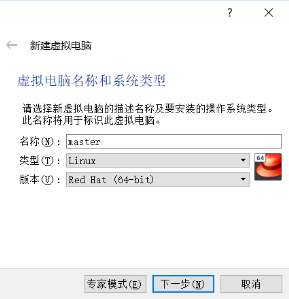 ?
新建虚拟电脑
虚拟电脑名称和系统类型
请选择新虚拟电脑的描述名称及要安装的操作系统类型。
此名称将用于标识此虚拟电脑。
名称(N): master
类型(T): Linux
64
版本(V): Red Hat (64-bit)
专家模式(E) 下一步(N) 取消